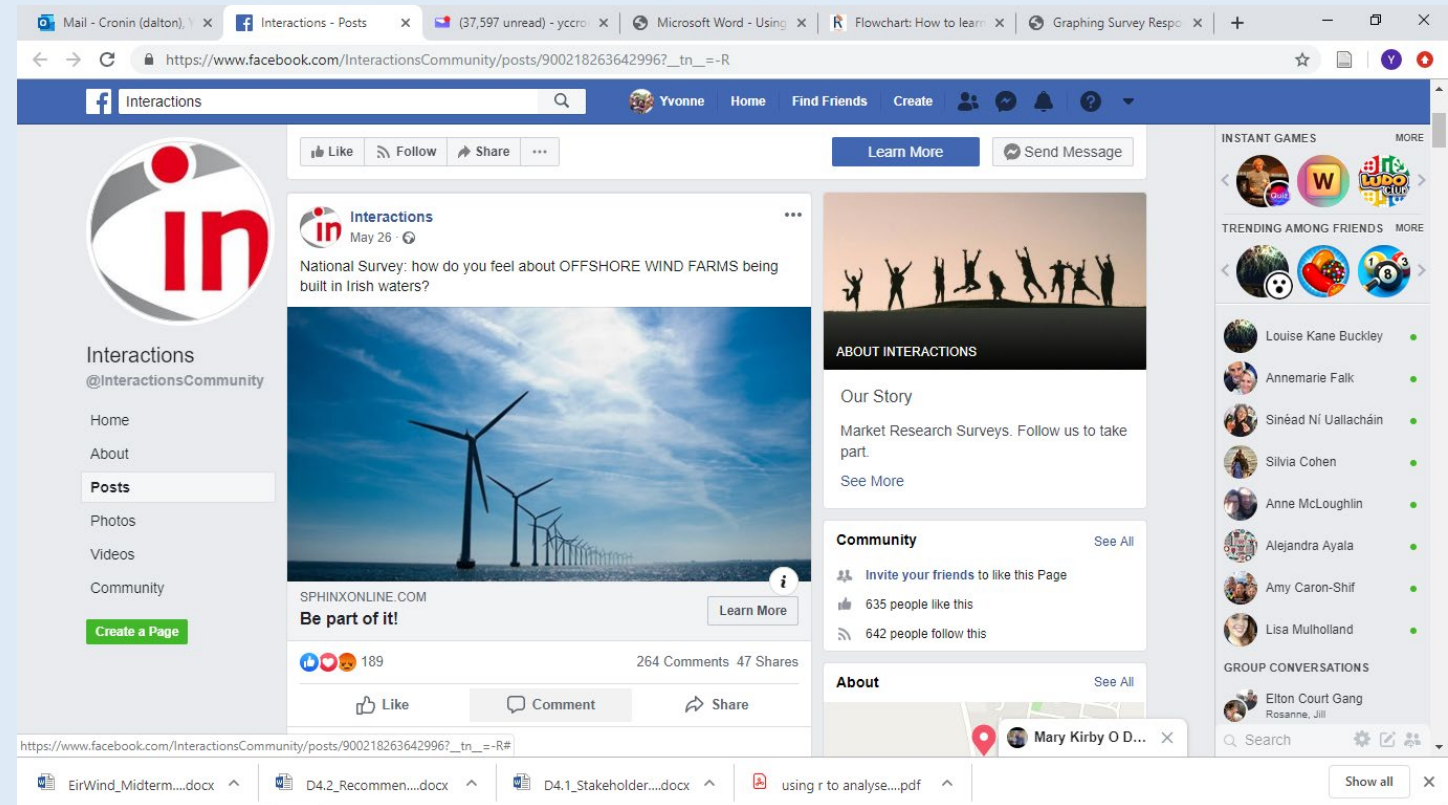 Mail - Cronin (dalton), Y
Interactions - Posts
(37,597 unread) - yccro
Microsoft Word - Using
Flowchart: How to learn
Graphing Survey Respo
https://www.facebook.com/InteractionsCommunity/posts/900218263642996?__tn__=-R
Y
Interactions
Yvonne
Home
Find Friends
Create
in
Interactions
@InteractionsCommunity
Home
About
Posts
Photos
Videos
Community
Create a Page
Like
Follow
Share
Learn More
Send Message
in
Interactions
May 26
National Survey: how do you feel about OFFSHORE WIND FARMS being
built in Irish waters?
SPHINXONLINE.COM
Be part of it!
Learn More
189
264 Comments 47 Shares
Like
Comment
Share
ABOUT INTERACTIONS
Our Story
Market Research Surveys. Follow us to take
part.
See More
Community
See All
Invite your friends to like this Page
635 people like this
642 people follow this
About
See All
INSTANT GAMES
MORE
Quiz
W
LUDO
CLUB
TRENDING AMONG FRIENDS
MORE
8
Louise Kane Buckley
Annemarie Falk
Sinéad Ní Uallacháin
Silvia Cohen
Anne McLoughlin
Alejandra Ayala
Amy Caron-Shif
Lisa Mulholland
GROUP CONVERSATIONS
Elton Court Gang
Rosanne, Jill
Search
Mary Kirby O D...
https://www.facebook.com/InteractionsCommunity/posts/900218263642996?__tn__=-R#
EirWind_Midterm....docx
D4.2_Recommen....docx
D4.1_Stakeholder....docx
using r to analyse....pdf
Show all